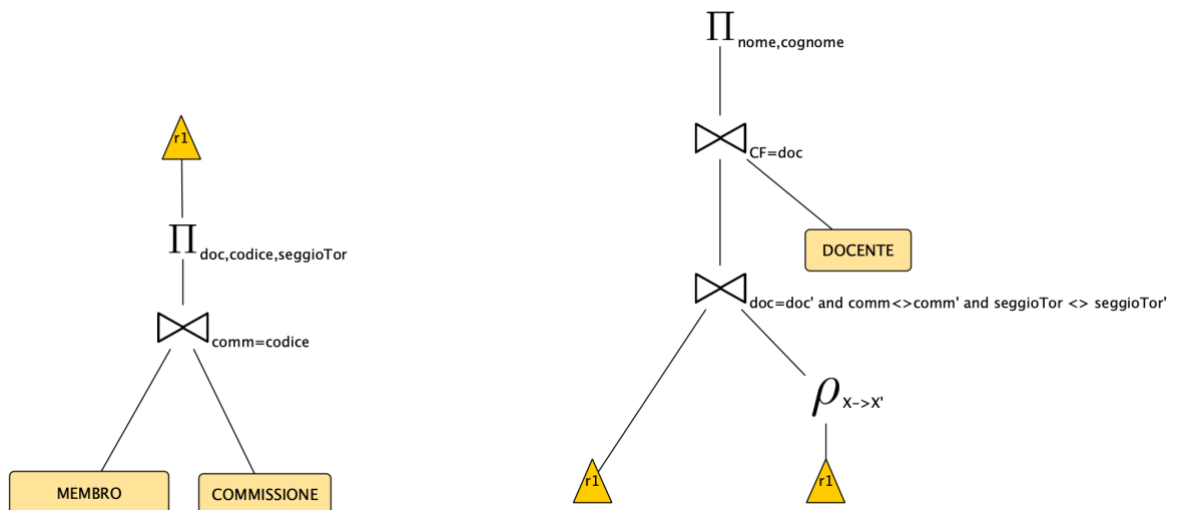 r1
Π doc,codice,seggioTor
comm=codice
MEMBRO
COMMISSIONE
Π nome,cognome
CF=doc
DOCENTE
doc=doc' and comm<>comm' and seggioTor <> seggioTor'
ρ X->X'
r1
r1